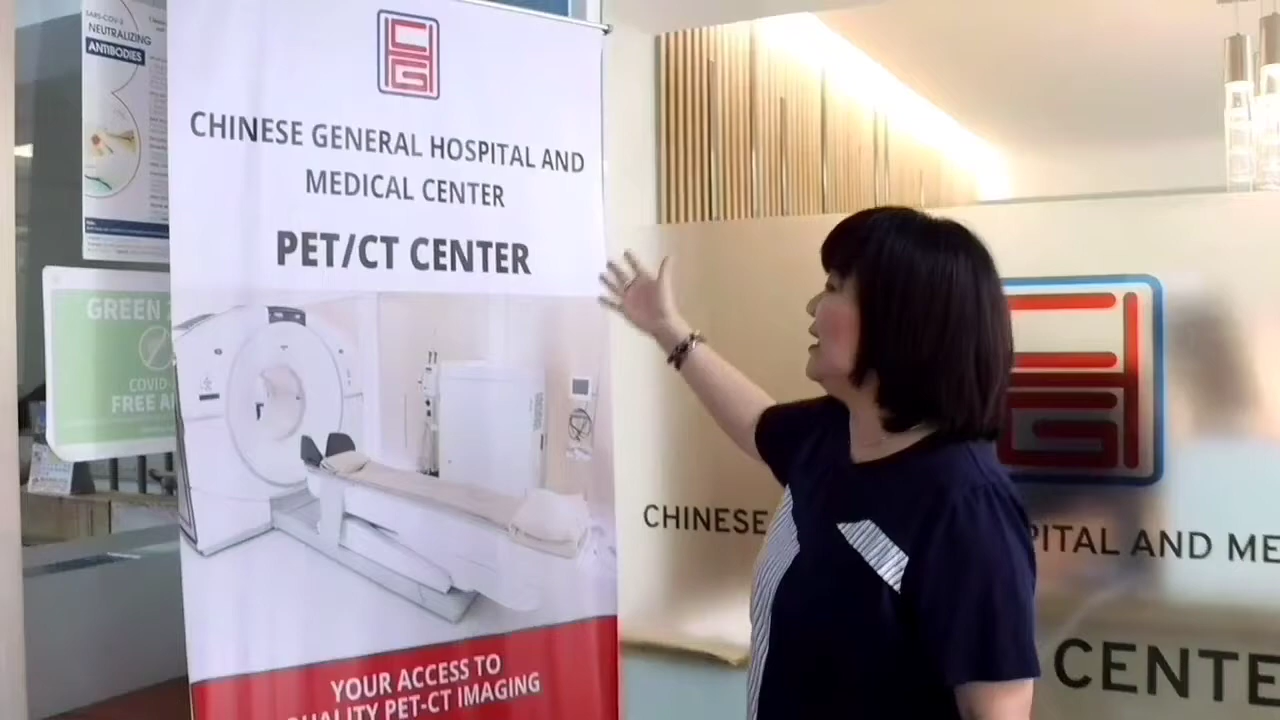 SARS-COV-2
NEUTRALIZING
ANTIBODIES
GREEN
COVID-
FREE
CHINESE GENERAL HOSPITAL AND
MEDICAL CENTER
PET/CT CENTER
YOUR ACCESS TO
QUALITY PET-CT IMAGING
CHINESE PITAL AND ME
CENTE